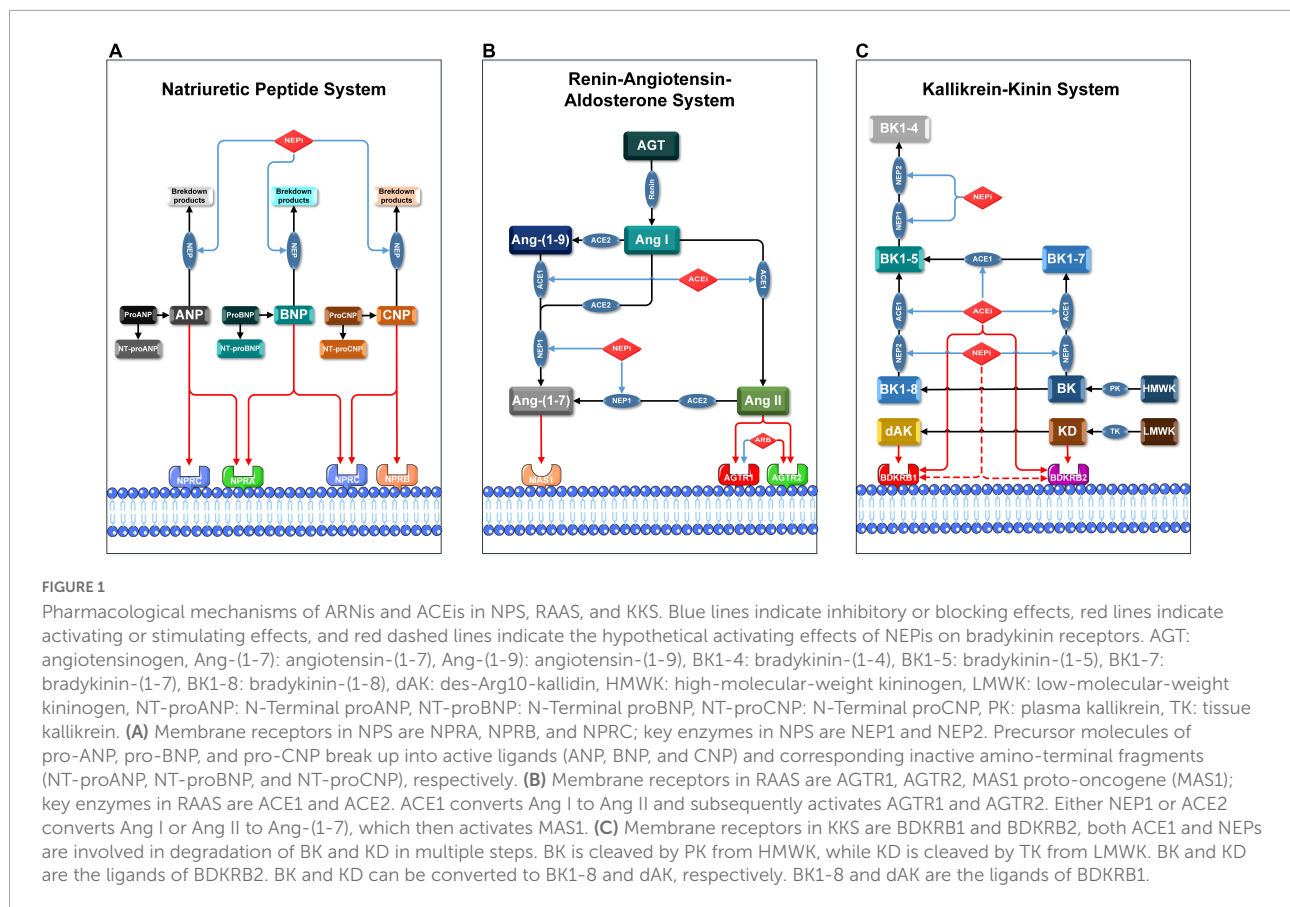 A
Natriuretic Peptide System
NEPi
Brekdown
products
Brekdown
products
Brekdown
products
NEP
NEP
NEP
ProANP
ANP
ProBNP
BNP
ProCNP
CNP
NT-proANP
NT-proBNP
NT-proCNP
NPRC
NPRA
NPRC
NPRB
B
Renin-Angiotensin-
Aldosterone System
AGT
Renin
Ang-(1-9)
ACE2
Ang I
ACE1
ACEi
ACE1
ACE2
NEP1
NEPi
Ang-(1-7)
NEP1
ACE2
Ang II
ARB
MAS1
AGTR1
AGTR2
C
Kallikrein-Kinin System
BK1-4
NEP2
NEPi
NEP1
BK1-5
ACE1
BK1-7
ACE1
ACEi
ACE1
NEP2
NEPi
NEP1
BK1-8
BK
PK
HMWK
dAK
KD
TK
LMWK
BDKRB1
BDKRB2
FIGURE 1
Pharmacological mechanisms of ARNis and ACEis in NPS, RAAS, and KKS. Blue lines indicate inhibitory or blocking effects, red lines indicate
activating or stimulating effects, and red dashed lines indicate the hypothetical activating effects of NEPis on bradykinin receptors. AGT:
angiotensinogen, Ang-(1-7): angiotensin-(1-7), Ang-(1-9): angiotensin-(1-9), BK1-4: bradykinin-(1-4), BK1-5: bradykinin-(1-5), BK1-7:
bradykinin-(1-7), BK1-8: bradykinin-(1-8), dAK: des-Arg10-kallidin, HMWK: high-molecular-weight kininogen, LMWK: low-molecular-weight
kininogen, NT-proANP: N-Terminal proANP, NT-proBNP: N-Terminal proBNP, NT-proCNP: N-Terminal proCNP, PK: plasma kallikrein, TK: tissue
kallikrein. (A) Membrane receptors in NPS are NPRA, NPRB, and NPRC; key enzymes in NPS are NEP1 and NEP2. Precursor molecules of
pro-ANP, pro-BNP, and pro-CNP break up into active ligands (ANP, BNP, and CNP) and corresponding inactive amino-terminal fragments
(NT-proANP, NT-proBNP, and NT-proCNP), respectively. (B) Membrane receptors in RAAS are AGTR1, AGTR2, MAS1 proto-oncogene (MAS1);
key enzymes in RAAS are ACE1 and ACE2. ACE1 converts Ang I to Ang II and subsequently activates AGTR1 and AGTR2. Either NEP1 or ACE2
converts Ang I or Ang II to Ang-(1-7), which then activates MAS1. (C) Membrane receptors in KKS are BDKRB1 and BDKRB2, both ACE1 and NEPs
are involved in degradation of BK and KD in multiple steps. BK is cleaved by PK from HMWK, while KD is cleaved by TK from LMWK. BK and KD
are the ligands of BDKRB2. BK and KD can be converted to BK1-8 and dAK, respectively. BK1-8 and dAK are the ligands of BDKRB1.